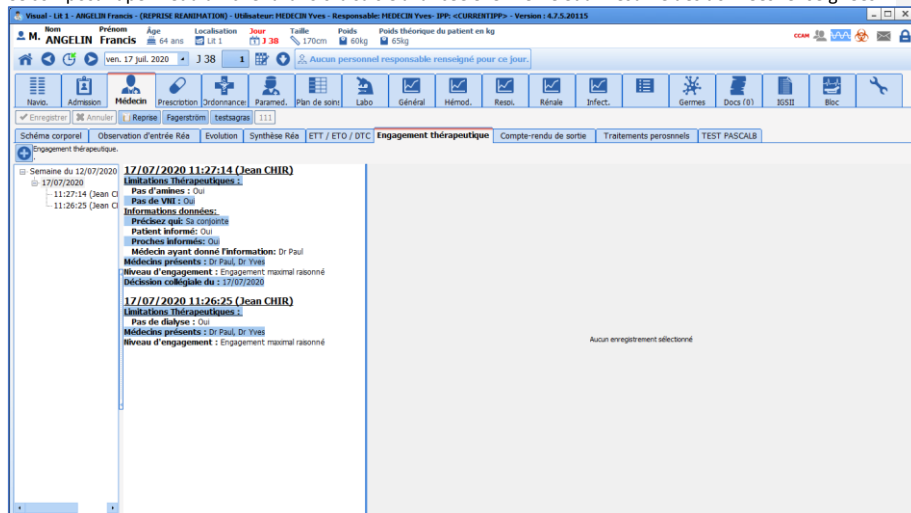 Visual - Lit 1 - ANGELIN Francis - (REPRISE REANIMATION) - Utilisateur: MEDECIN Yves - Responsable: MEDECIN Yves- IPP: <CURRENTIPP> - Version : 4.7.5.20115
Nom Prénom Âge Localisation Jour Taille Poids Poids théorique du patient en kg
M. ANGELIN Francis 64 ans Lit 1 J 38 170cm 60kg 65kg CCAM
ven. 17 juil. 2020 J 38 1 Aucun personnel responsable renseigné pour ce jour.
Navig. Admission Médecin Prescription Ordonnance: Paramed. Plan de soins Labo Général Hémod. Respi. Rénale Infect. Germes Docs (0) IGSII Bloc
Enregistrer Annuler Reprise Fagerström testsagras 111
Schéma corporel Observation d'entrée Réa Evolution Synthèse Réa ETT / ETO / DTC Engagement thérapeutique Compte-rendu de sortie Traitements perosnnels TEST PASCALB
Engagement thérapeutique.
Semaine du 12/07/2020
17/07/2020
11:27:14 (Jean CI
11:26:25 (Jean CI
17/07/2020 11:27:14 (Jean CHIR)
Limitations Thérapeutiques :
Pas d'amines : Oui
Pas de VNI : Oui
Informations données:
Précisez qui: Sa conjointe
Patient informé: Oui
Proches informés: Oui
Médecin ayant donné l'information: Dr Paul
Médecins présents : Dr Paul, Dr Yves
Niveau d'engagement : Engagement maximal raisonné
Décission collégiale du : 17/07/2020
17/07/2020 11:26:25 (Jean CHIR)
Limitations Thérapeutiques :
Pas de dialyse : Oui
Médecins présents : Dr Paul, Dr Yves
Niveau d'engagement : Engagement maximal raisonné
Aucun enregistrement sélectionné